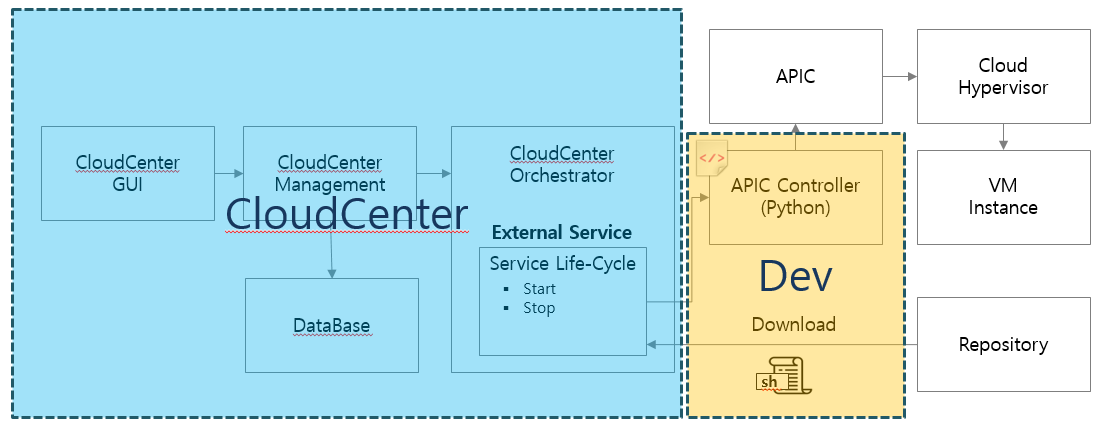 CloudCenter
GUI
CloudCenter
Management
CloudCenter
CloudCenter
Orchestrator
External Service
Service Life-Cycle
▪ Start
▪ Stop
DataBase
APIC
Cloud
Hypervisor
</>
APIC Controller
(Python)
VM
Instance
Dev
Download
sh
Repository